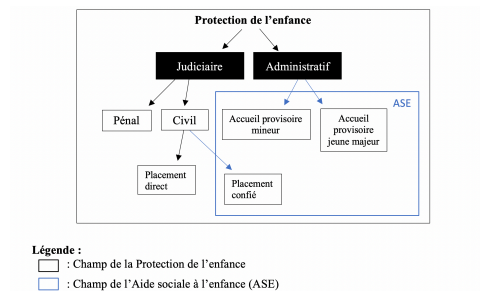 Protection de l'enfance
Judiciaire
Administratif
ASE
Pénal
Civil
Accueil provisoire
mineur
Accueil
provisoire
jeune majeur
Placement
direct
Placement
confié
Légende :
: Champ de la Protection de l'enfance
: Champ de l'Aide sociale à l'enfance (ASE)